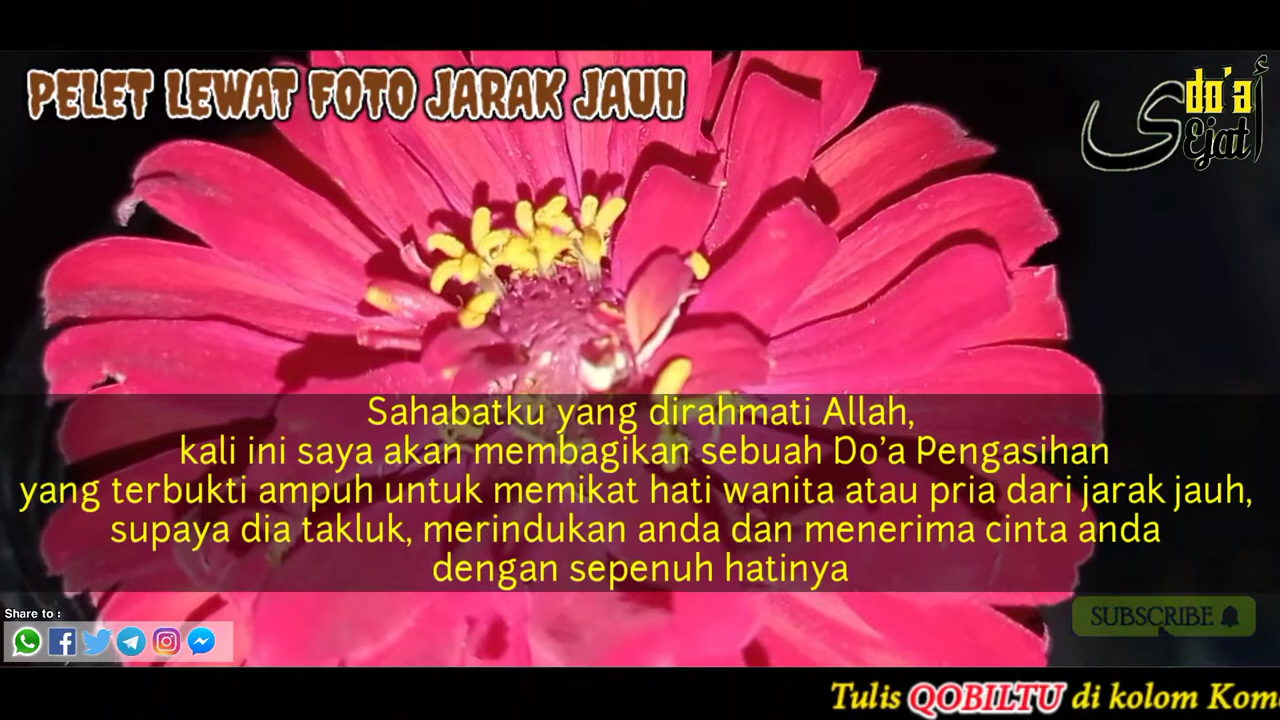 PELET LEWAT FOTO JARAK JAUH
do'a
Ejat
أ
ى
Sahabatku yang dirahmati Allah,
kali ini saya akan membagikan sebuah Do'a Pengasihan
yang terbukti ampuh untuk memikat hati wanita atau pria dari jarak jauh,
supaya dia takluk, merindukan anda dan menerima cinta anda
dengan sepenuh hatinya
Share to :
SUBSCRIBE
Tulis QOBILTU di kolom Kom